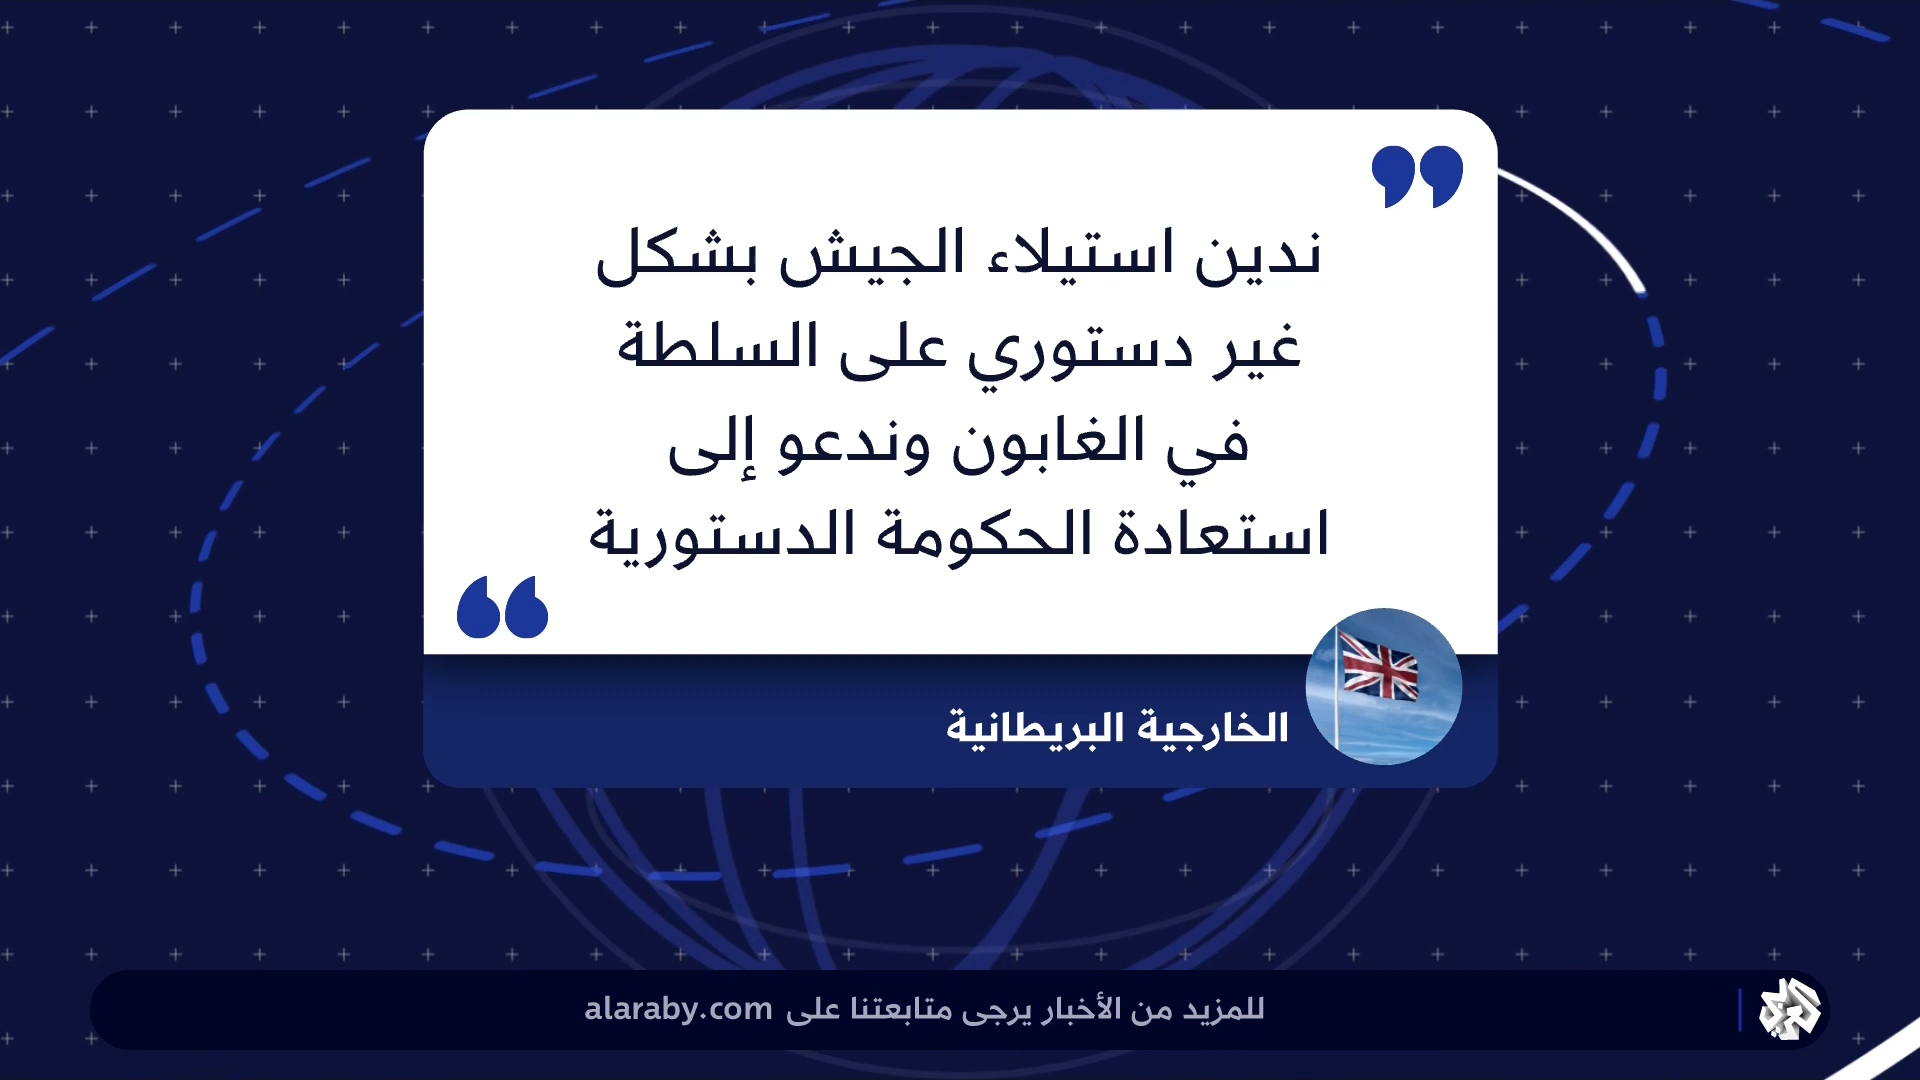 ندين استيلاء الجيش بشكل
غير دستوري على السلطة
في الغابون وندعو إلى
استعادة الحكومة الدستورية
الخارجية البريطانية
للمزيد من الأخبار يرجى متابعتنا على alaraby.com